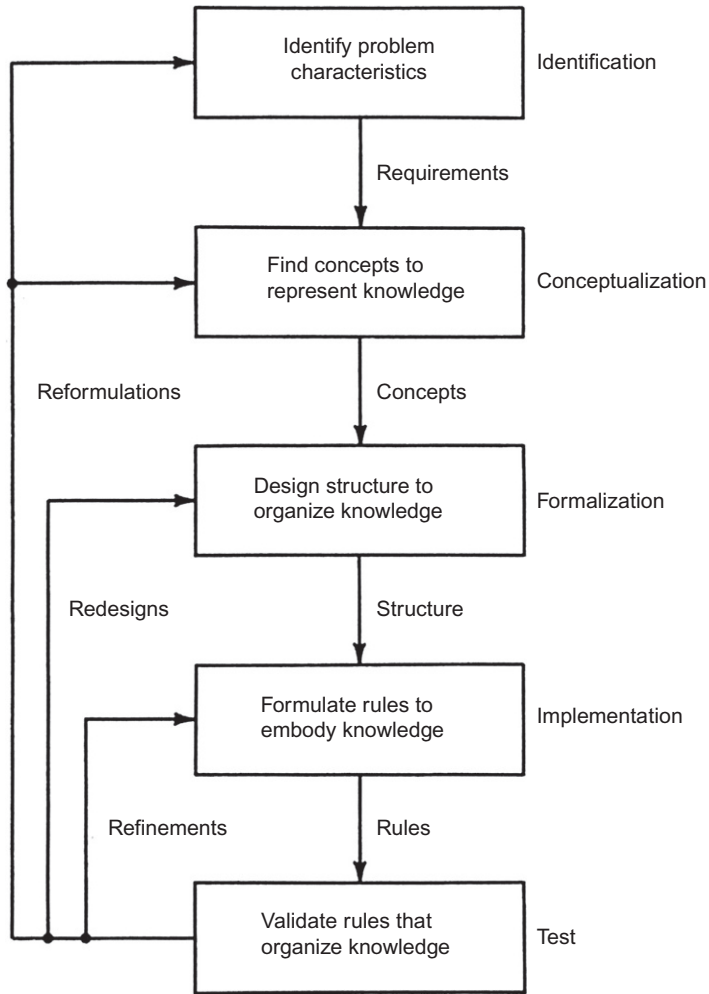 Identify problem
characteristics
Identification
Requirements
Find concepts to
represent knowledge
Conceptualization
Reformulations
Concepts
Design structure to
organize knowledge
Formalization
Redesigns
Structure
Formulate rules to
embody knowledge
Implementation
Refinements
Rules
Validate rules that
organize knowledge
Test